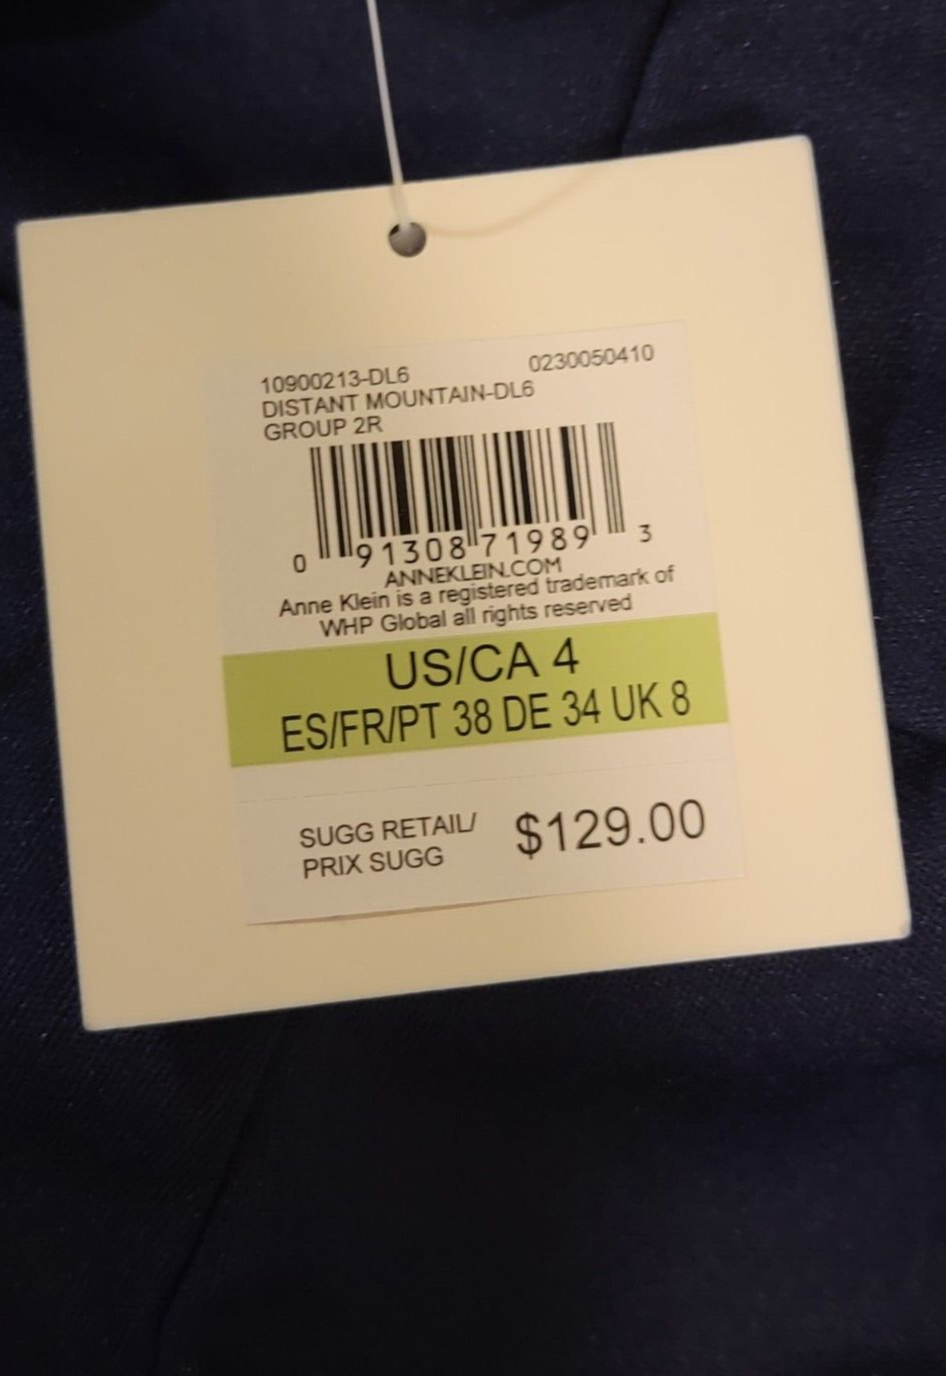 10900213-DL6 0230050410
DISTANT MOUNTAIN-DL6
GROUP 2R
0 91308 71989 3
ANNEKLEIN.COM
Anne Klein is a registered trademark of
WHP Global all rights reserved
US/CA 4
ES/FR/PT 38 DE 34 UK 8
SUGG RETAIL/ $129.00
PRIX SUGG